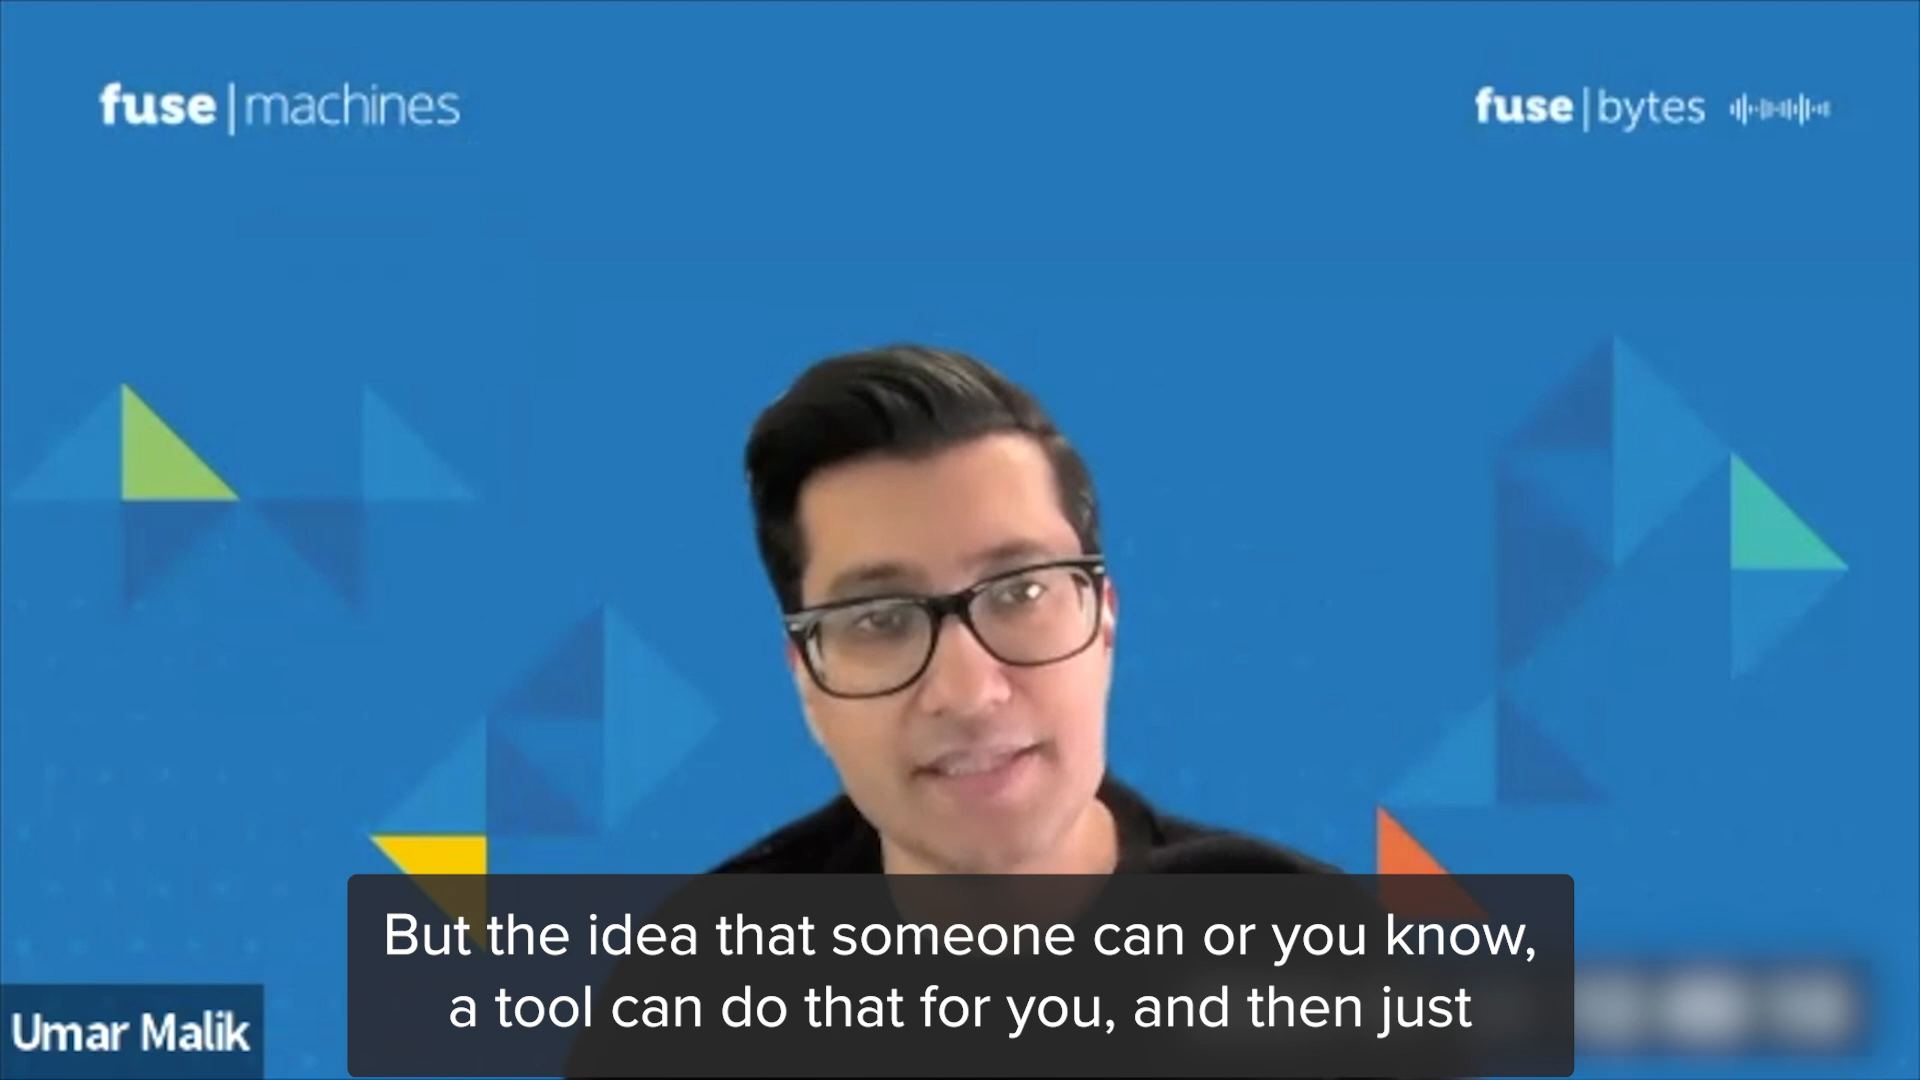 fuse|machines
fuse|bytes
But the idea that someone can or you know,
a tool can do that for you, and then just
Umar Malik